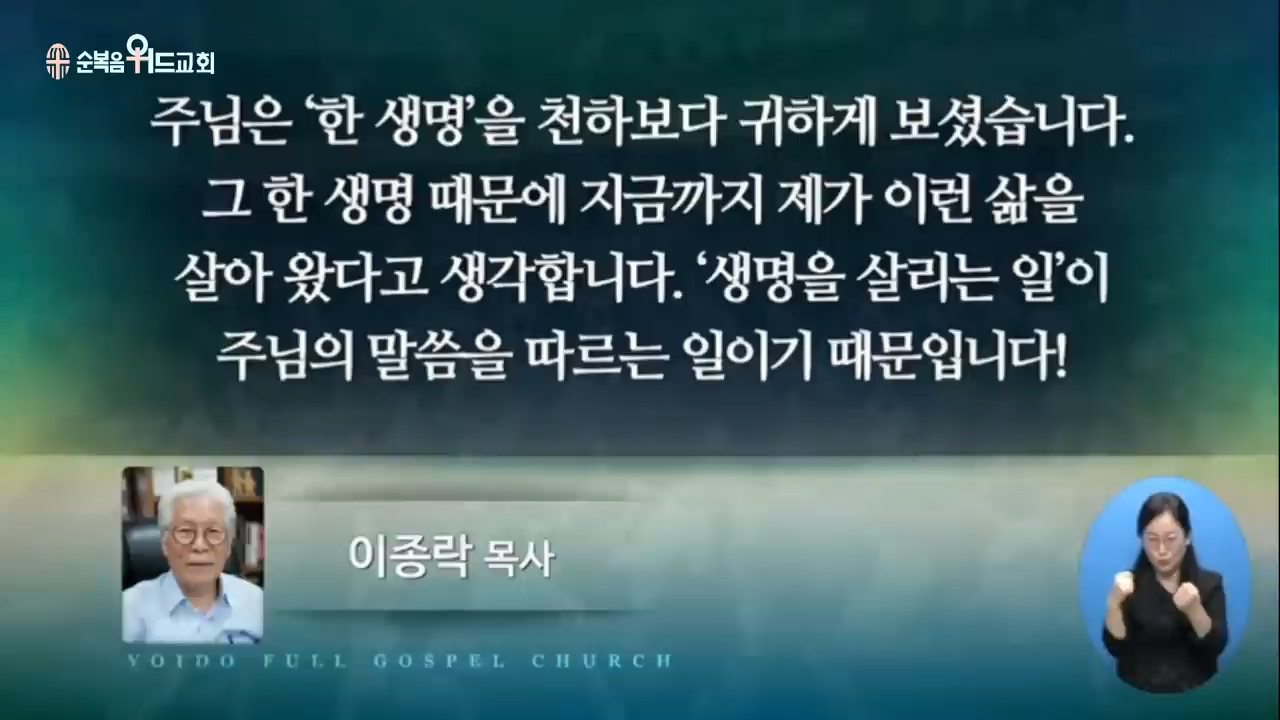 순복음위드교회
주님은 ‘한 생명’을 천하보다 귀하게 보셨습니다.
그 한 생명 때문에 지금까지 제가 이런 삶을
살아 왔다고 생각합니다. ‘생명을 살리는 일’이
주님의 말씀을 따르는 일이기 때문입니다!
이종락 목사
YOIDO FULL GOSPEL CHURCH